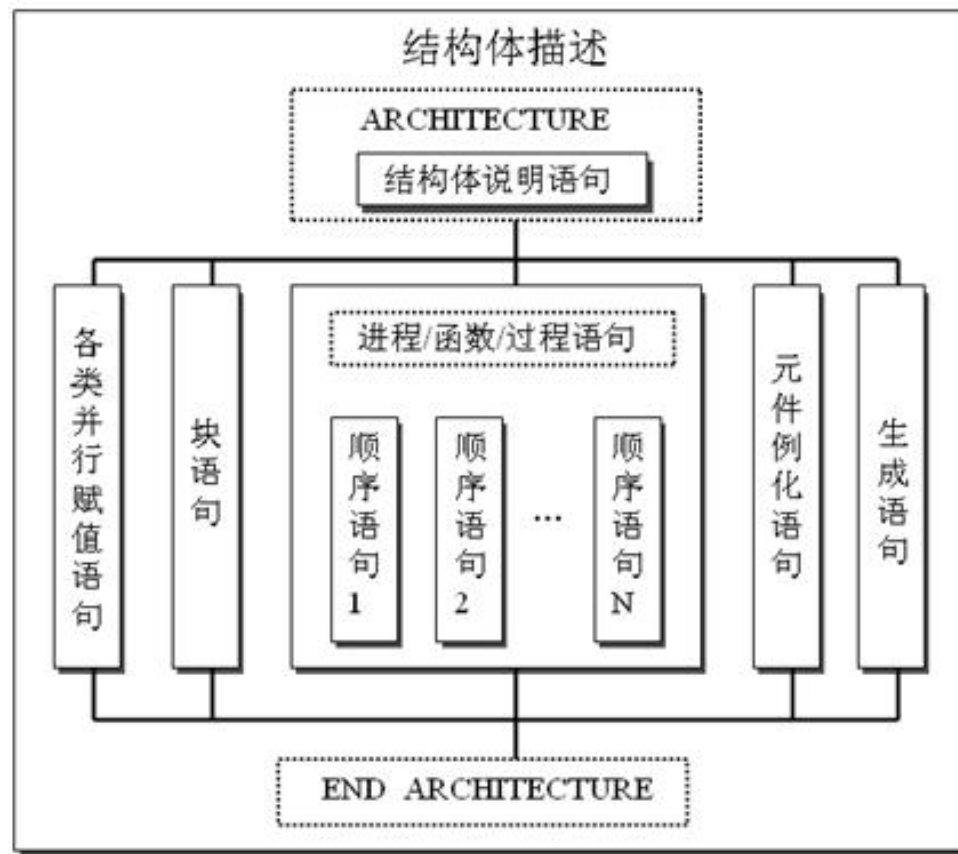 结构体描述
ARCHITECTURE
结构体说明语句
各类并行赋值语句
块语句
进程/函数/过程语句
顺序语句1
顺序语句2
...
顺序语句N
元件例化语句
生成语句
END ARCHITECTURE